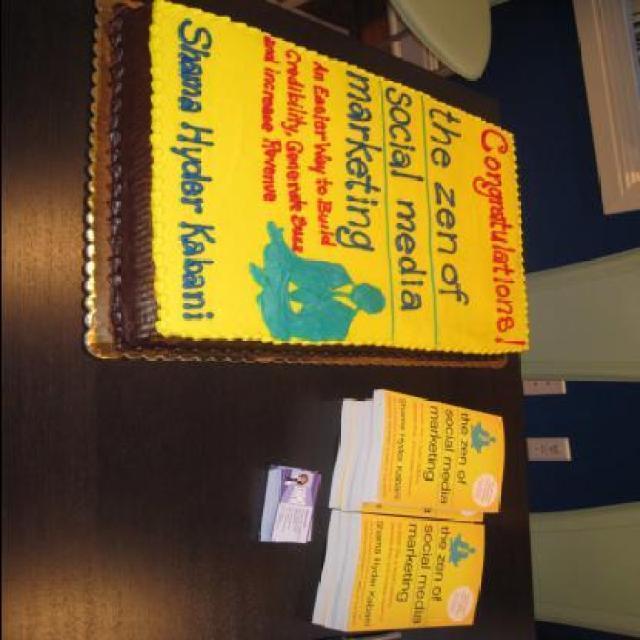 Congratulations!
the zen of
social media
marketing
An Easier Way to Build
Credibility, Generate Buzz
and Increase Revenue
Shama Hyder Kabani
the zen of
social media
marketing
Shama Hyder Kabani
the zen of
social media
marketing
Shama Hyder Kabani